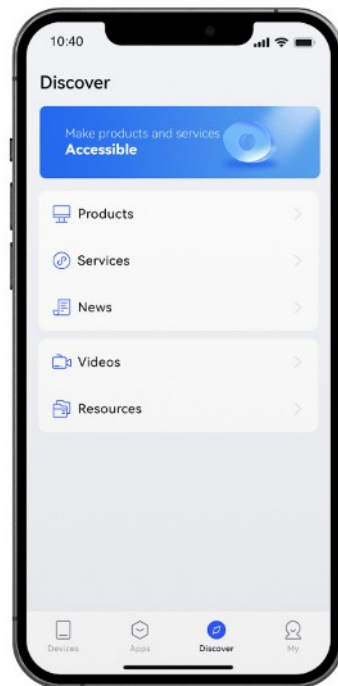 10:40
Discover
Make products and services
Accessible
Products
Services
News
Videos
Resources
Devices
Apps
Discover
My